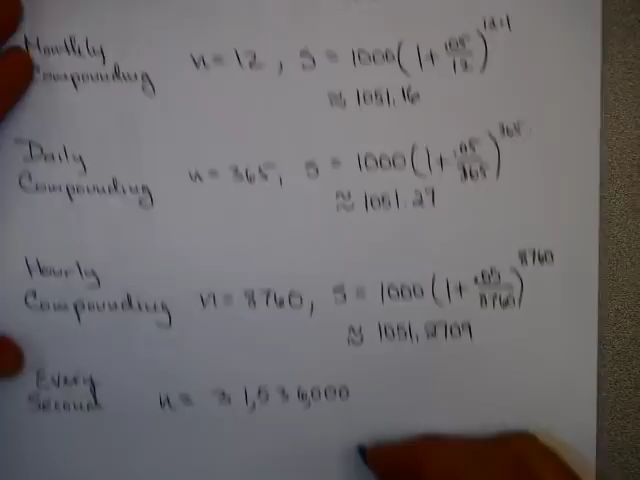 Monthly
Compounding n = 12, S = 1000(1 + .05/12)^12·1
≈ 1051.16
Daily
Compounding n = 365, S = 1000(1 + .05/365)^365
≈ 1051.27
Hourly
Compounding n = 8760, S = 1000(1 + .05/8760)^8760
≈ 1051.2709
Every
Second n = 31,536,000